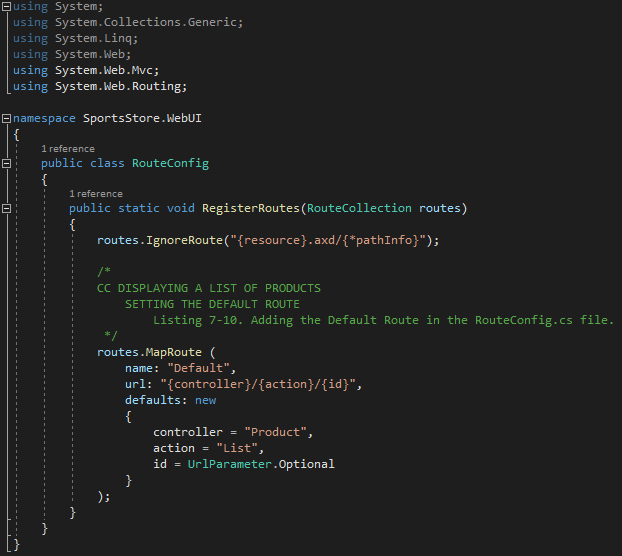 using System;
using System.Collections.Generic;
using System.Linq;
using System.Web;
using System.Web.Mvc;
using System.Web.Routing;

namespace SportsStore.WebUI
{
    1 reference
    public class RouteConfig
    {
        1 reference
        public static void RegisterRoutes(RouteCollection routes)
        {
            routes.IgnoreRoute("{resource}.axd/{*pathInfo}");

            /*
            CC DISPLAYING A LIST OF PRODUCTS
                SETTING THE DEFAULT ROUTE
                    Listing 7-10. Adding the Default Route in the RouteConfig.cs file.
             */
            routes.MapRoute (
                name: "Default",
                url: "{controller}/{action}/{id}",
                defaults: new
                {
                    controller = "Product",
                    action = "List",
                    id = UrlParameter.Optional
                }
            );
        }
    }
}